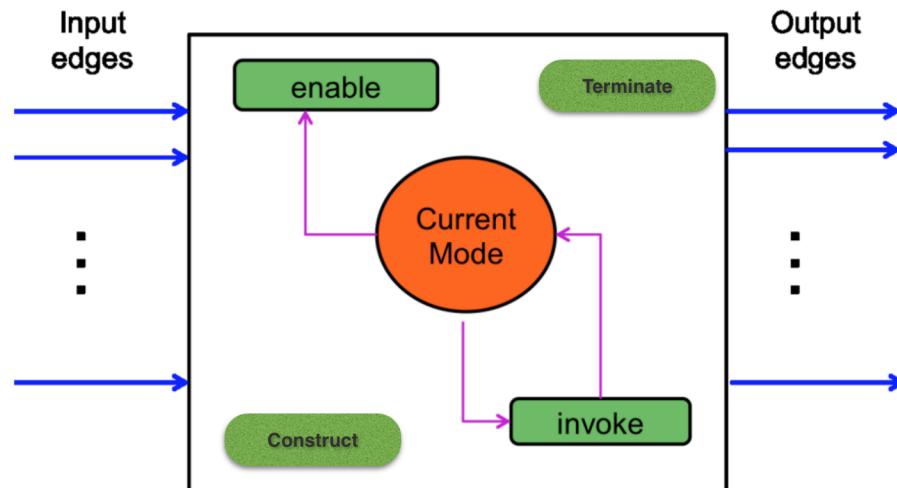 Input
edges
Output
edges
enable
Terminate
Current
Mode
Construct
invoke